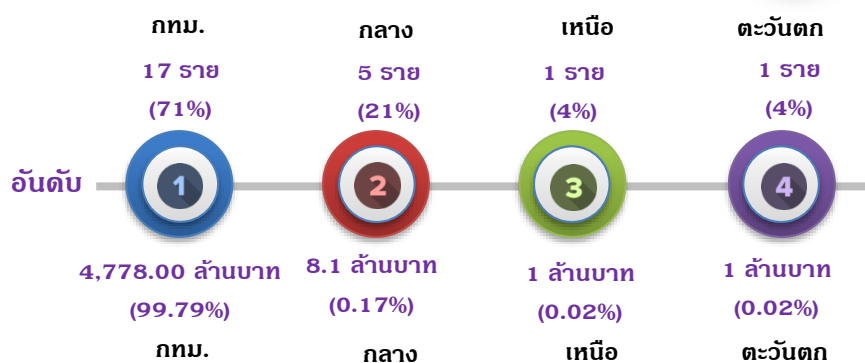 กทม. กลาง เหนือ ตะวันตก
17 ราย 5 ราย 1 ราย 1 ราย
(71%) (21%) (4%) (4%)
อันดับ 1 2 3 4
4,778.00 ล้านบาท 8.1 ล้านบาท 1 ล้านบาท 1 ล้านบาท
(99.79%) (0.17%) (0.02%) (0.02%)
กทม. กลาง เหนือ ตะวันตก